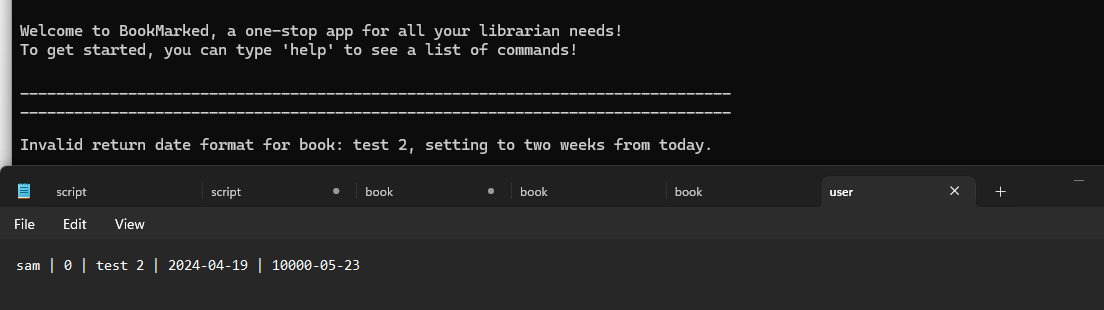 Welcome to BookMarked, a one-stop app for all your librarian needs!
To get started, you can type 'help' to see a list of commands!
_______________________________________________________________________________
_______________________________________________________________________________
Invalid return date format for book: test 2, setting to two weeks from today.
script script book book book user
File Edit View
sam | 0 | test 2 | 2024-04-19 | 10000-05-23